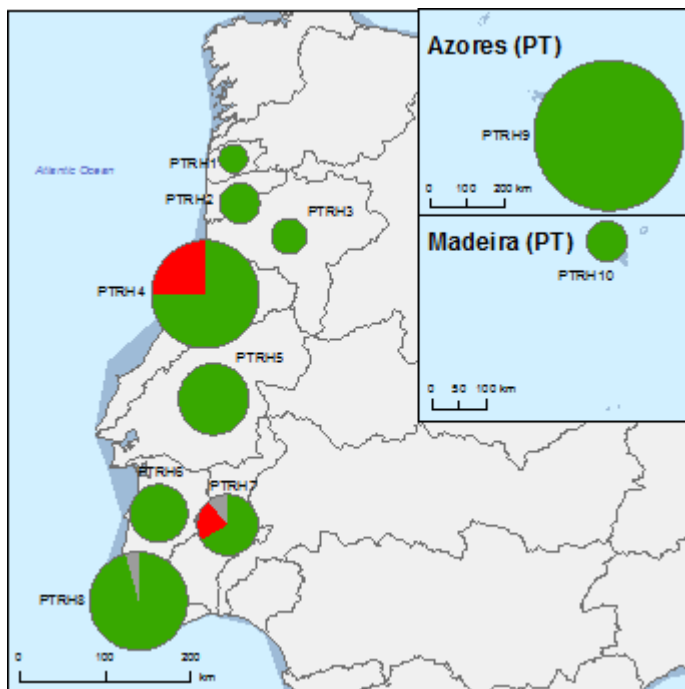 Azores (PT)
PTRH9
0 100 200 km
Madeira (PT)
PTRH10
0 50 100 km
Atlantic Ocean
PTRH1
PTRH2
PTRH3
PTRH4
PTRH5
PTRH6
PTRH7
PTRH8
0 100 200
km